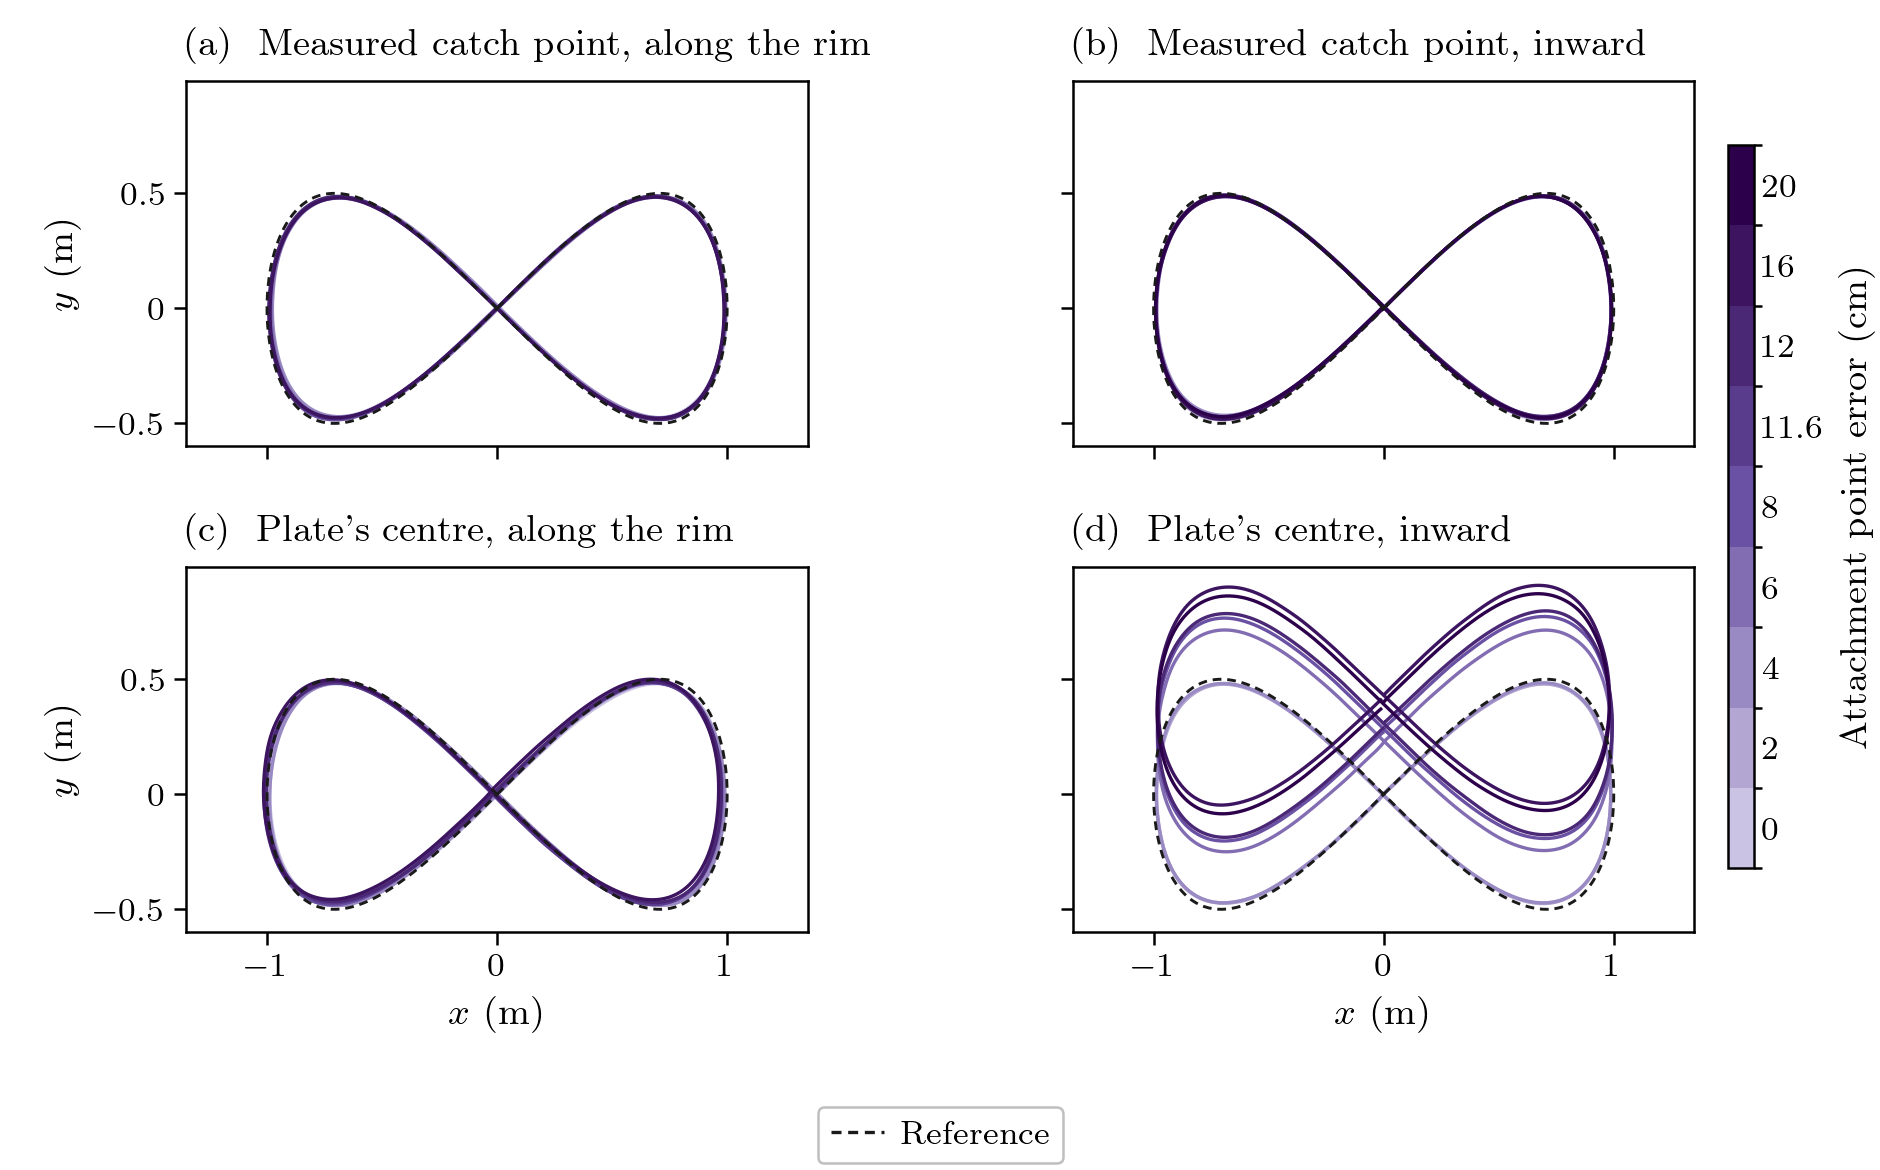 (a) Measured catch point, along the rim
(b) Measured catch point, inward
y (m)
0.5
0
−0.5
(c) Plate's centre, along the rim
(d) Plate's centre, inward
y (m)
0.5
0
−0.5
−1
0
1
x (m)
−1
0
1
x (m)
20
16
12
11.6
8
6
4
2
0
Attachment point error (cm)
Reference